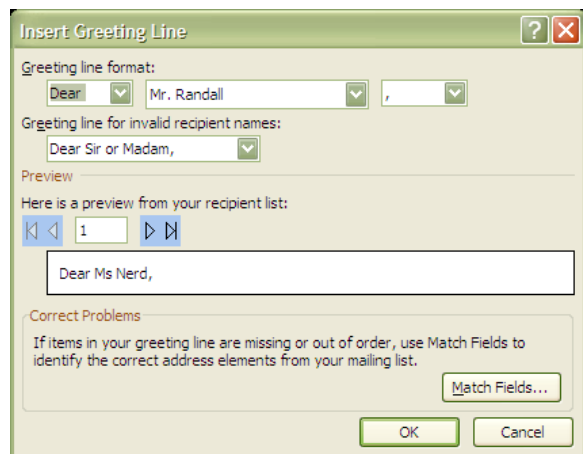 Insert Greeting Line
Greeting line format:
Dear Mr. Randall ,
Greeting line for invalid recipient names:
Dear Sir or Madam,
Preview
Here is a preview from your recipient list:
1
Dear Ms Nerd,
Correct Problems
If items in your greeting line are missing or out of order, use Match Fields to
identify the correct address elements from your mailing list.
Match Fields...
OK Cancel